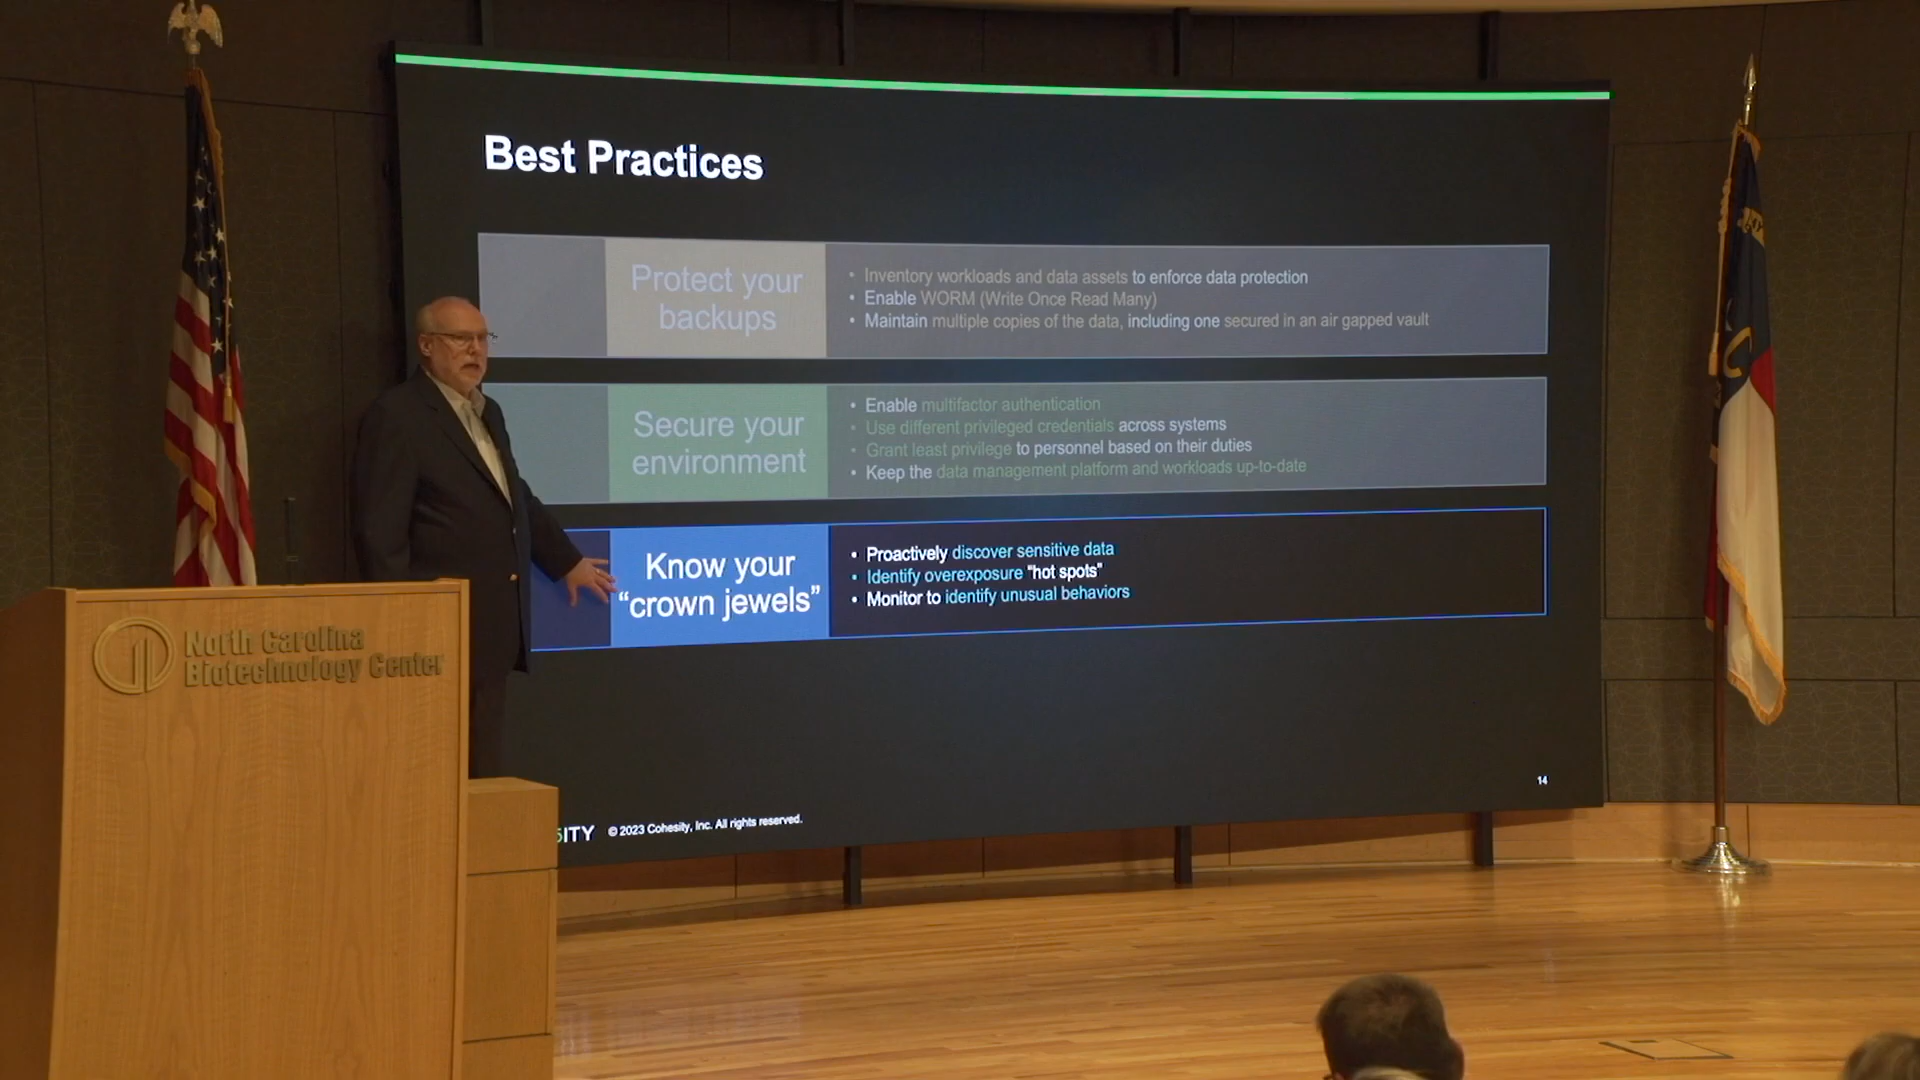 Best Practices
Protect your
backups
• Inventory workloads and data assets to enforce data protection
• Enable WORM (Write Once Read Many)
• Maintain multiple copies of the data, including one secured in an air gapped vault
Secure your
environment
• Enable multifactor authentication
• Use different privileged credentials across systems
• Grant least privilege to personnel based on their duties
• Keep the data management platform and workloads up-to-date
Know your
“crown jewels”
• Proactively discover sensitive data
• Identify overexposure "hot spots"
• Monitor to identify unusual behaviors
14
SITY © 2023 Cohesity, Inc. All rights reserved.
North Carolina
Biotechnology Center